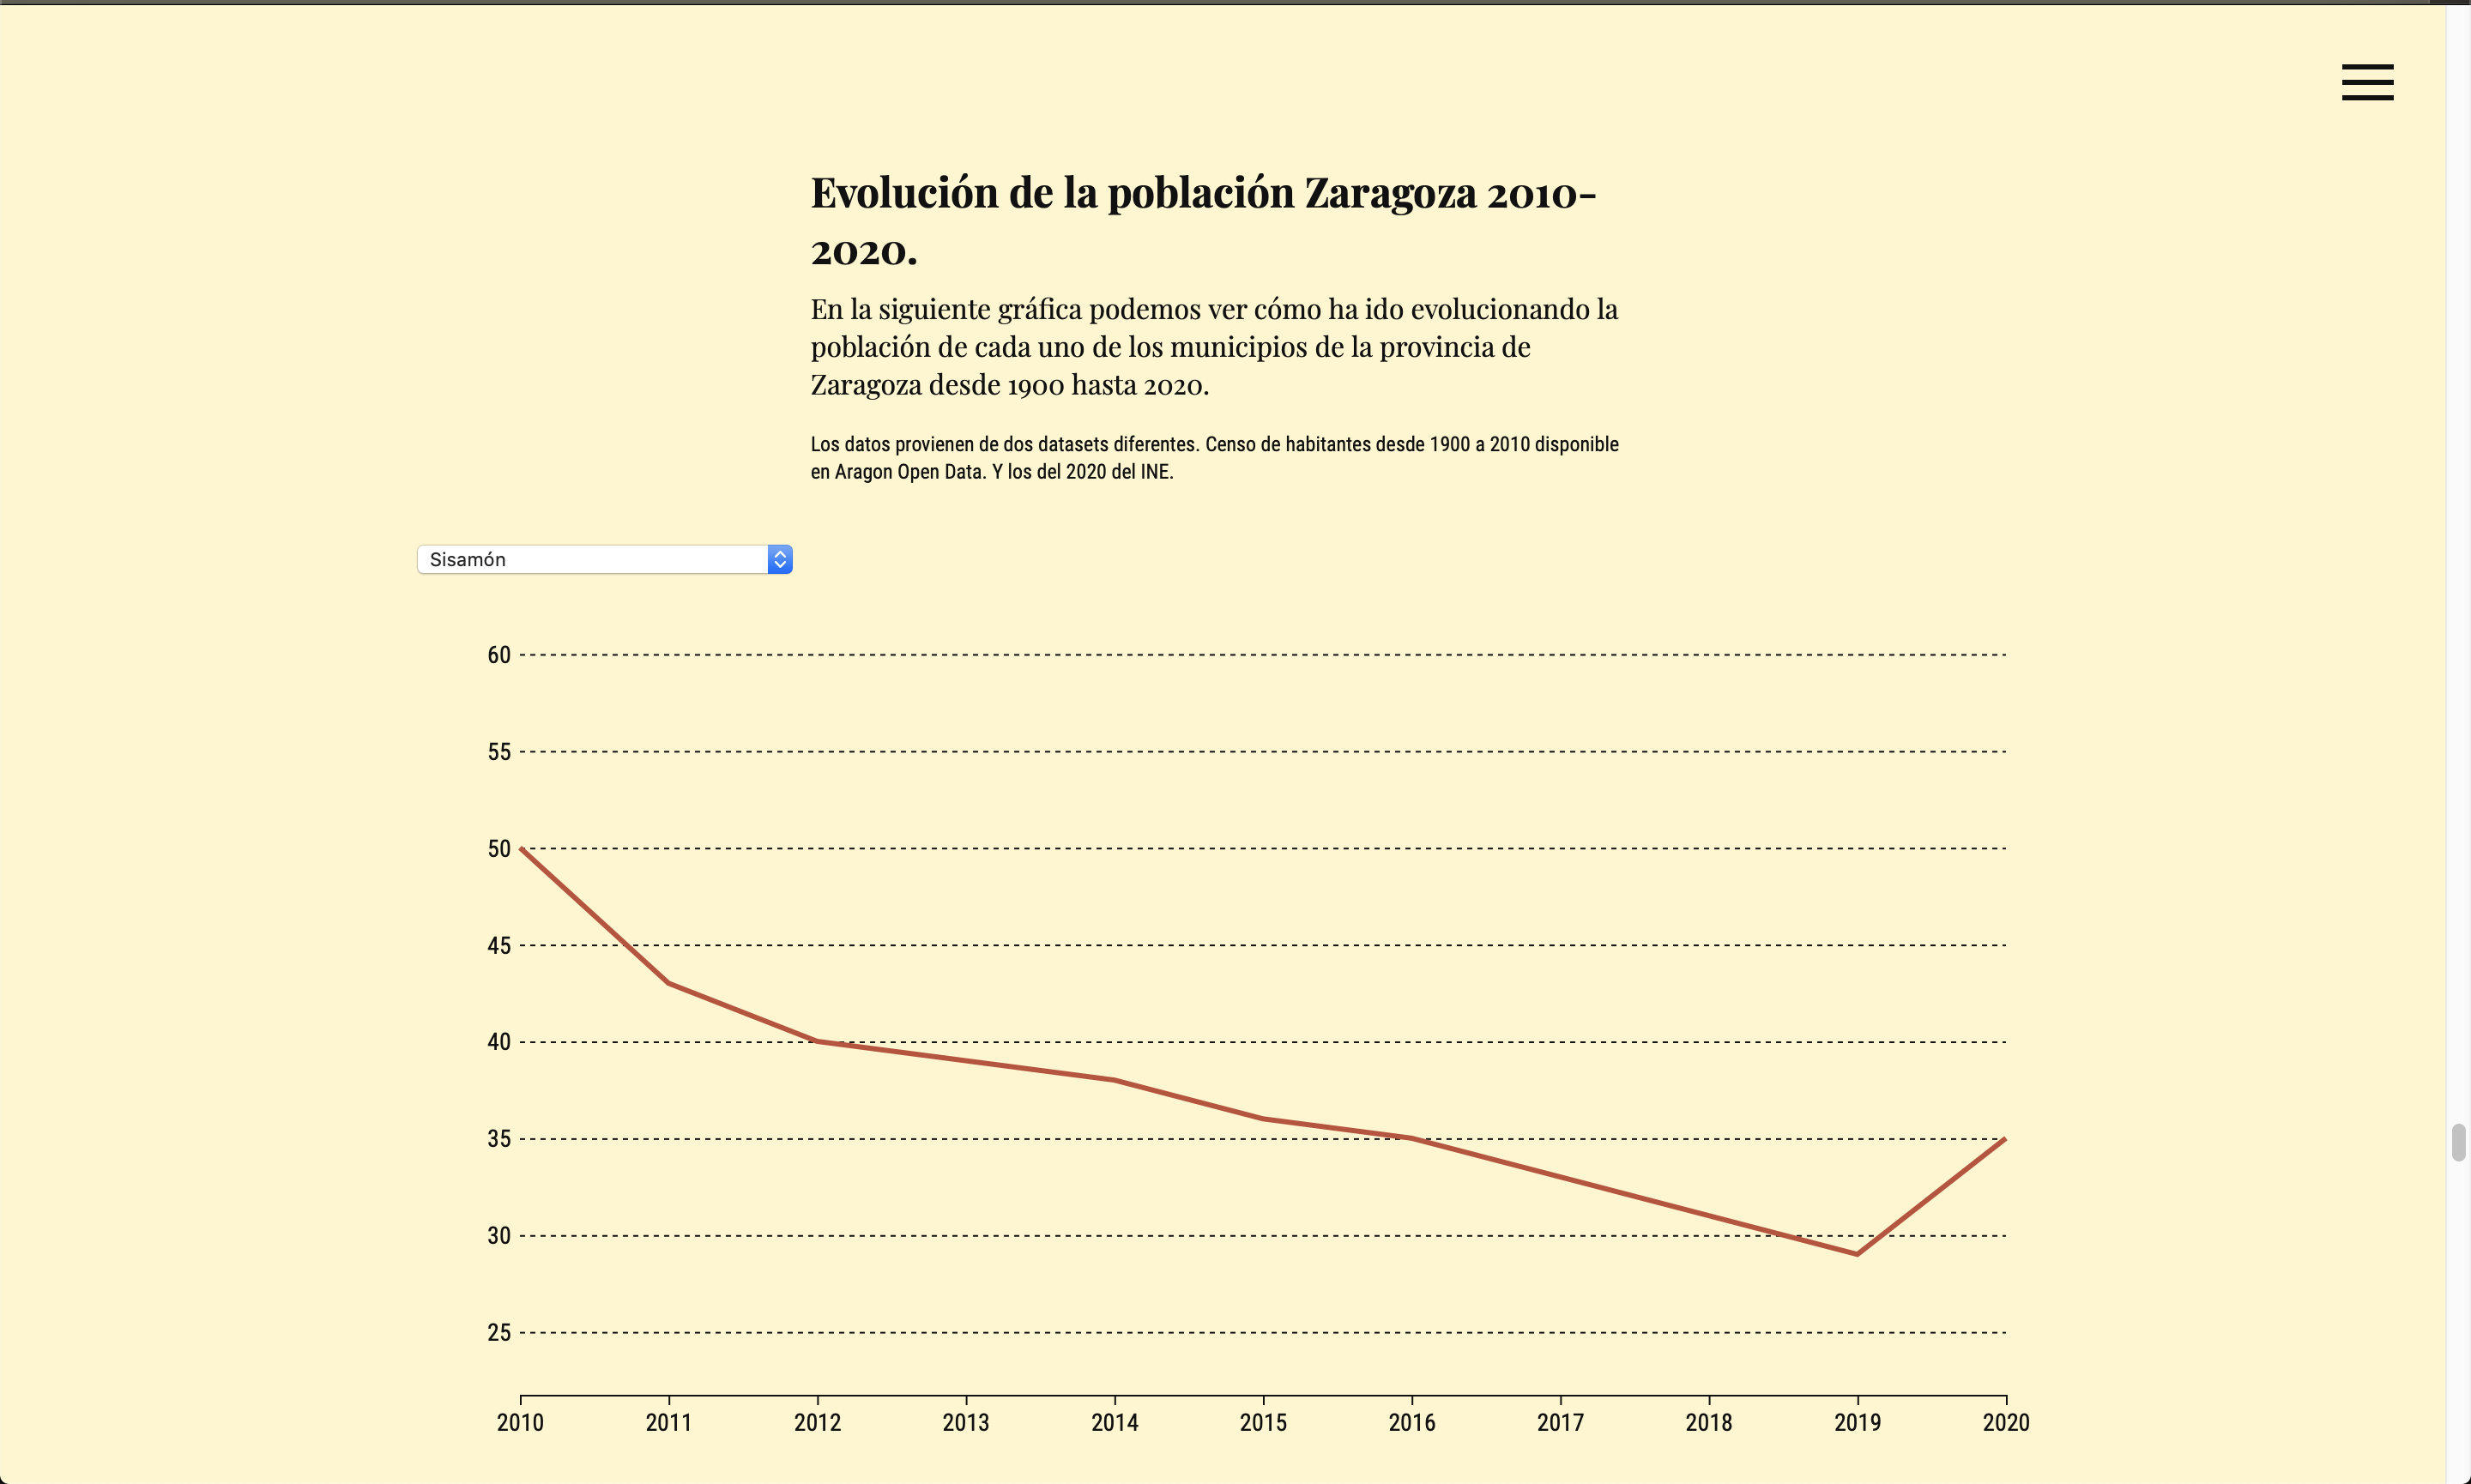 Evolución de la población Zaragoza 2010-
2020.
En la siguiente gráfica podemos ver cómo ha ido evolucionando la
población de cada uno de los municipios de la provincia de
Zaragoza desde 1900 hasta 2020.
Los datos provienen de dos datasets diferentes. Censo de habitantes desde 1900 a 2010 disponible
en Aragon Open Data. Y los del 2020 del INE.
Sisamón
60
55
50
45
40
35
30
25
2010 2011 2012 2013 2014 2015 2016 2017 2018 2019 2020